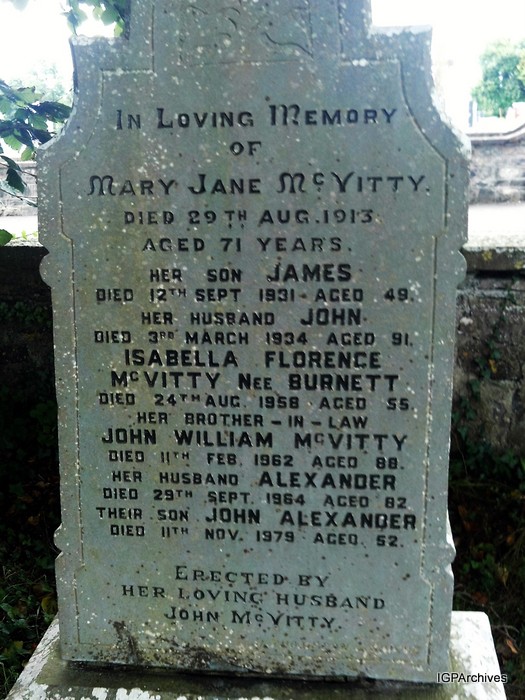 In Loving Memory
OF
Mary Jane McVitty.
DIED 29TH AUG. 1913.
AGED 71 YEARS.
HER SON JAMES
DIED 12TH SEPT 1931 - AGED 49.
HER HUSBAND JOHN
DIED 3RD MARCH 1934 AGED 91.
ISABELLA FLORENCE
McVITTY NEE BURNETT
DIED 24TH AUG. 1958 AGED 55
HER BROTHER-IN-LAW
JOHN WILLIAM McVITTY
DIED 11TH FEB. 1962 AGED 88.
HER HUSBAND ALEXANDER
DIED 29TH SEPT. 1964 AGED 82
THEIR SON JOHN ALEXANDER
DIED 11TH NOV. 1979 AGED 52.
ERECTED BY
HER LOVING HUSBAND
JOHN McVITTY.
IGPArchives